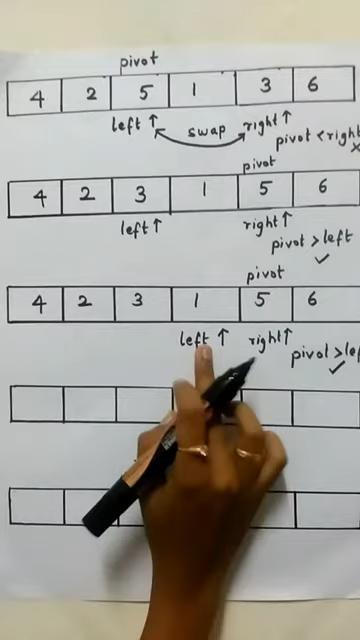 pivot
4 2 5 1 3 6
left ↑ swap right ↑
pivot < right
×
pivot
4 2 3 1 5 6
left ↑ right ↑
pivot > left
✓
pivot
4 2 3 1 5 6
left ↑ right ↑
pivot > lef
✓